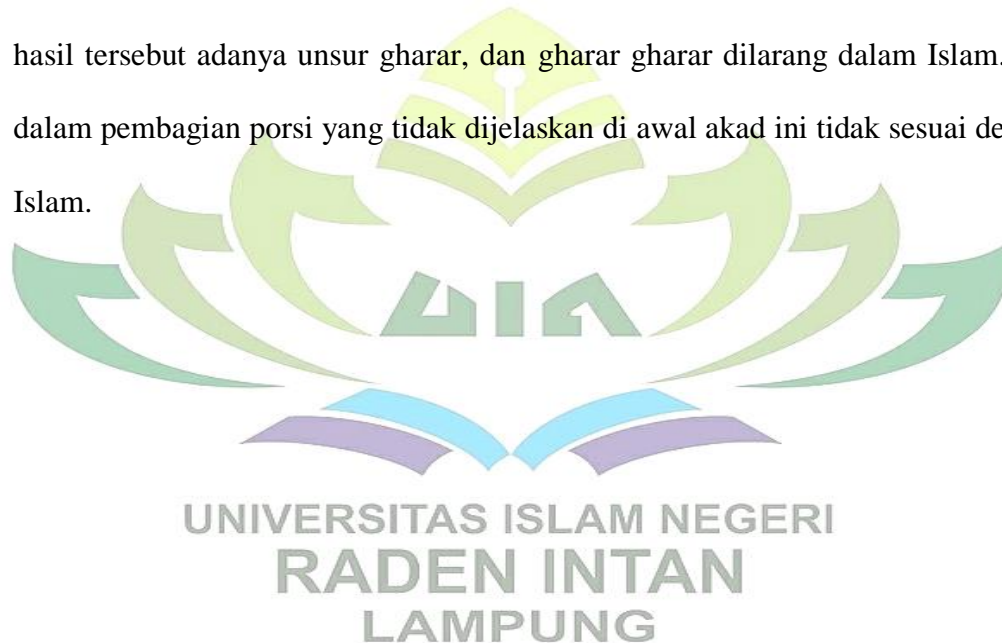 hasil tersebut adanya unsur gharar, dan gharar gharar dilarang dalam Islam.
dalam pembagian porsi yang tidak dijelaskan di awal akad ini tidak sesuai de
Islam.
UIN
UNIVERSITAS ISLAM NEGERI
RADEN INTAN
LAMPUNG